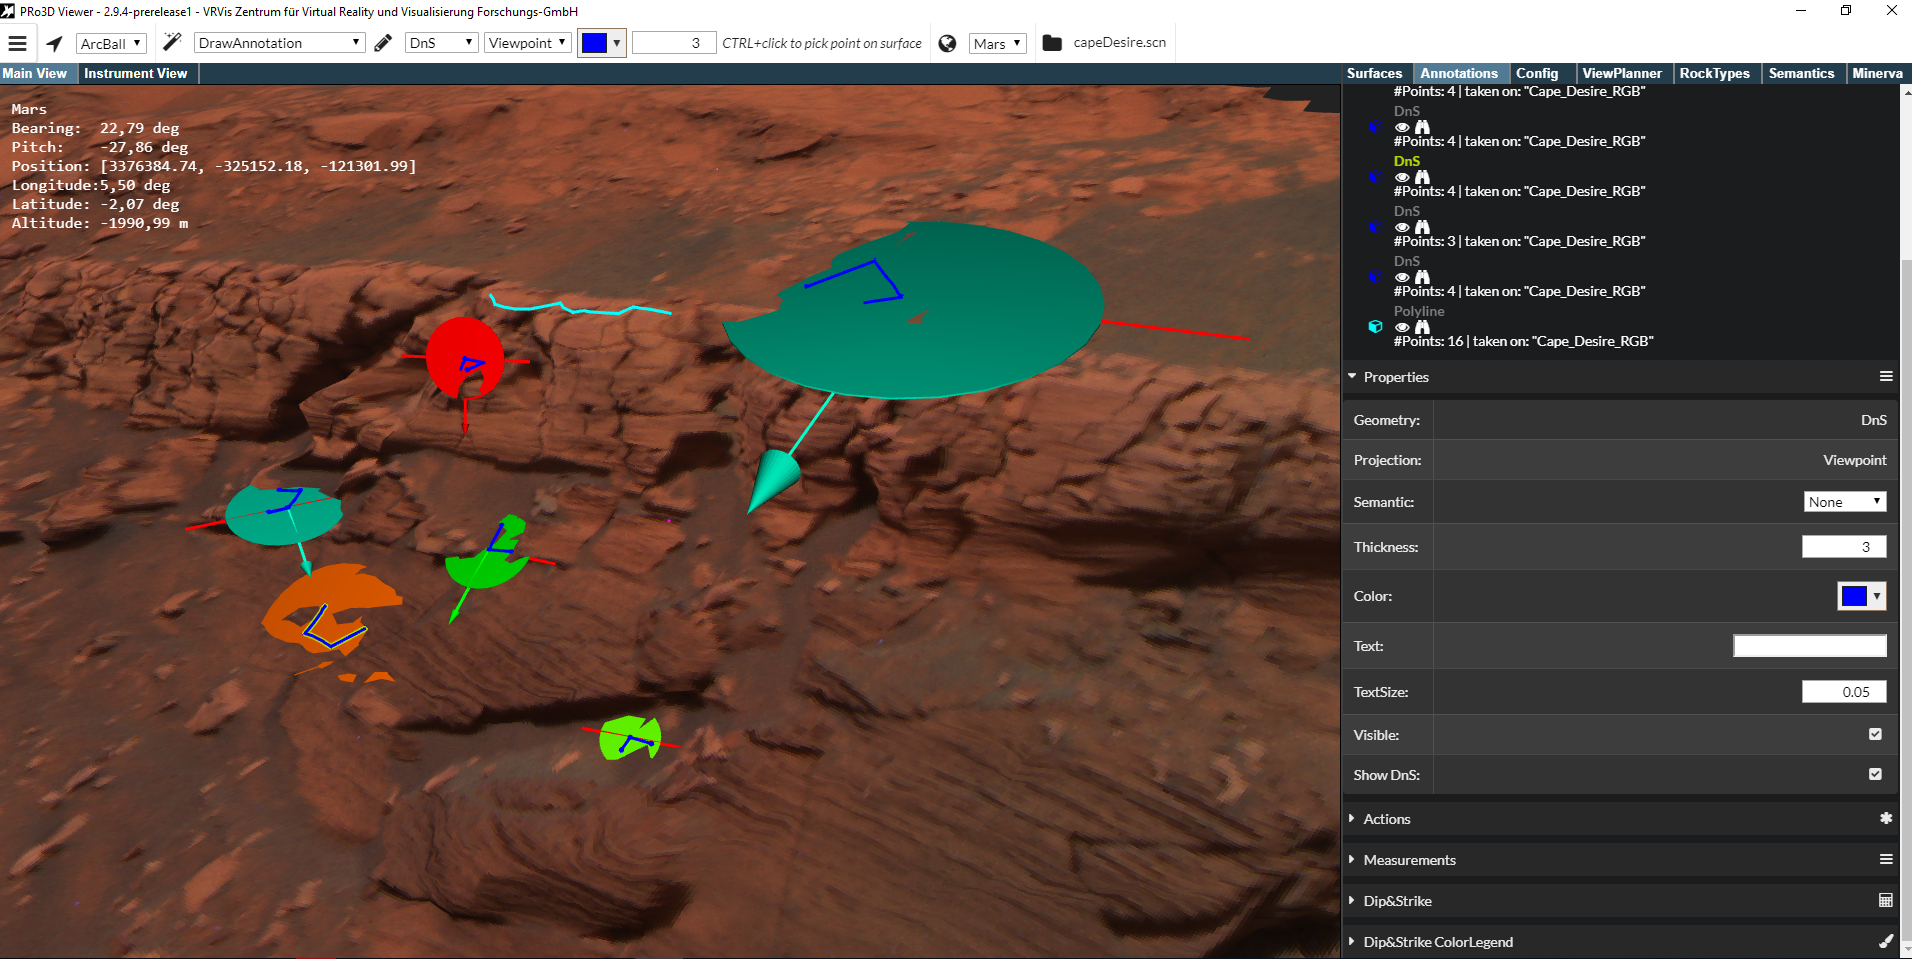 PRo3D Viewer - 2.9.4-prerelease1 - VRVis Zentrum für Virtual Reality und Visualisierung Forschungs-GmbH
ArcBall DrawAnnotation DnS Viewpoint 3 CTRL+click to pick point on surface Mars capeDesire.scn
Main View Instrument View
Surfaces Annotations Config ViewPlanner RockTypes Semantics Minerva
Mars
Bearing: 22,79 deg
Pitch: -27,86 deg
Position: [3376384.74, -325152.18, -121301.99]
Longitude:5,50 deg
Latitude: -2,07 deg
Altitude: -1990,99 m
#Points: 4 | taken on: "Cape_Desire_RGB"
DnS
#Points: 4 | taken on: "Cape_Desire_RGB"
DnS
#Points: 4 | taken on: "Cape_Desire_RGB"
DnS
#Points: 3 | taken on: "Cape_Desire_RGB"
DnS
#Points: 4 | taken on: "Cape_Desire_RGB"
Polyline
#Points: 16 | taken on: "Cape_Desire_RGB"
Properties
Geometry: DnS
Projection: Viewpoint
Semantic: None
Thickness: 3
Color:
Text:
TextSize: 0.05
Visible:
Show DnS:
Actions
Measurements
Dip&Strike
Dip&Strike ColorLegend